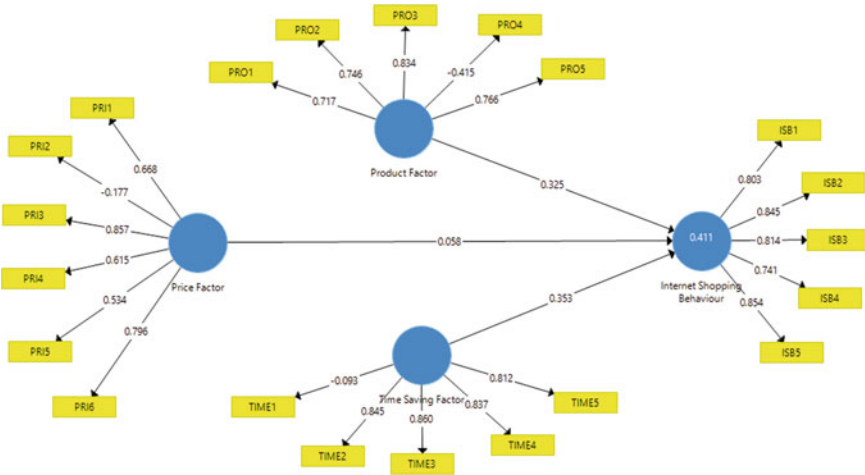 PRO3
PRO2
PRO4
PRO1
PRO5
0.834
0.746
-0.415
0.717
0.766
Product Factor
PRI1
PRI2
PRI3
PRI4
PRI5
PRI6
0.668
-0.177
0.857
0.615
0.534
0.796
Price Factor
0.325
0.058
0.353
ISB1
ISB2
ISB3
ISB4
ISB5
0.803
0.845
0.814
0.741
0.854
0.411
Internet Shopping
Behaviour
Time Saving Factor
-0.093
0.845
0.860
0.837
0.812
TIME1
TIME2
TIME3
TIME4
TIME5